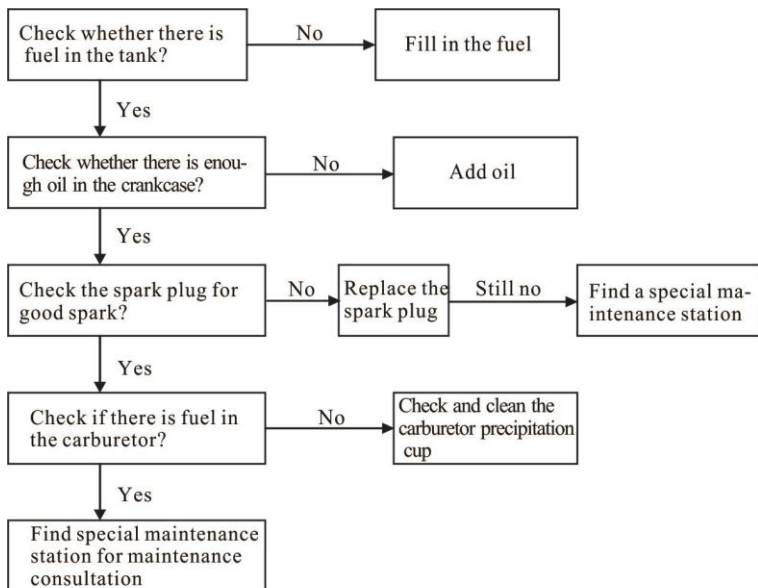 Check whether there is
fuel in the tank?
No
Fill in the fuel
Yes
Check whether there is enou-
gh oil in the crankcase?
No
Add oil
Yes
Check the spark plug for
good spark?
No
Replace the
spark plug
Still no
Find a special ma-
intenance station
Yes
Check if there is fuel in
the carburetor?
No
Check and clean the
carburetor precipitation
cup
Yes
Find special maintenance
station for maintenance
consultation